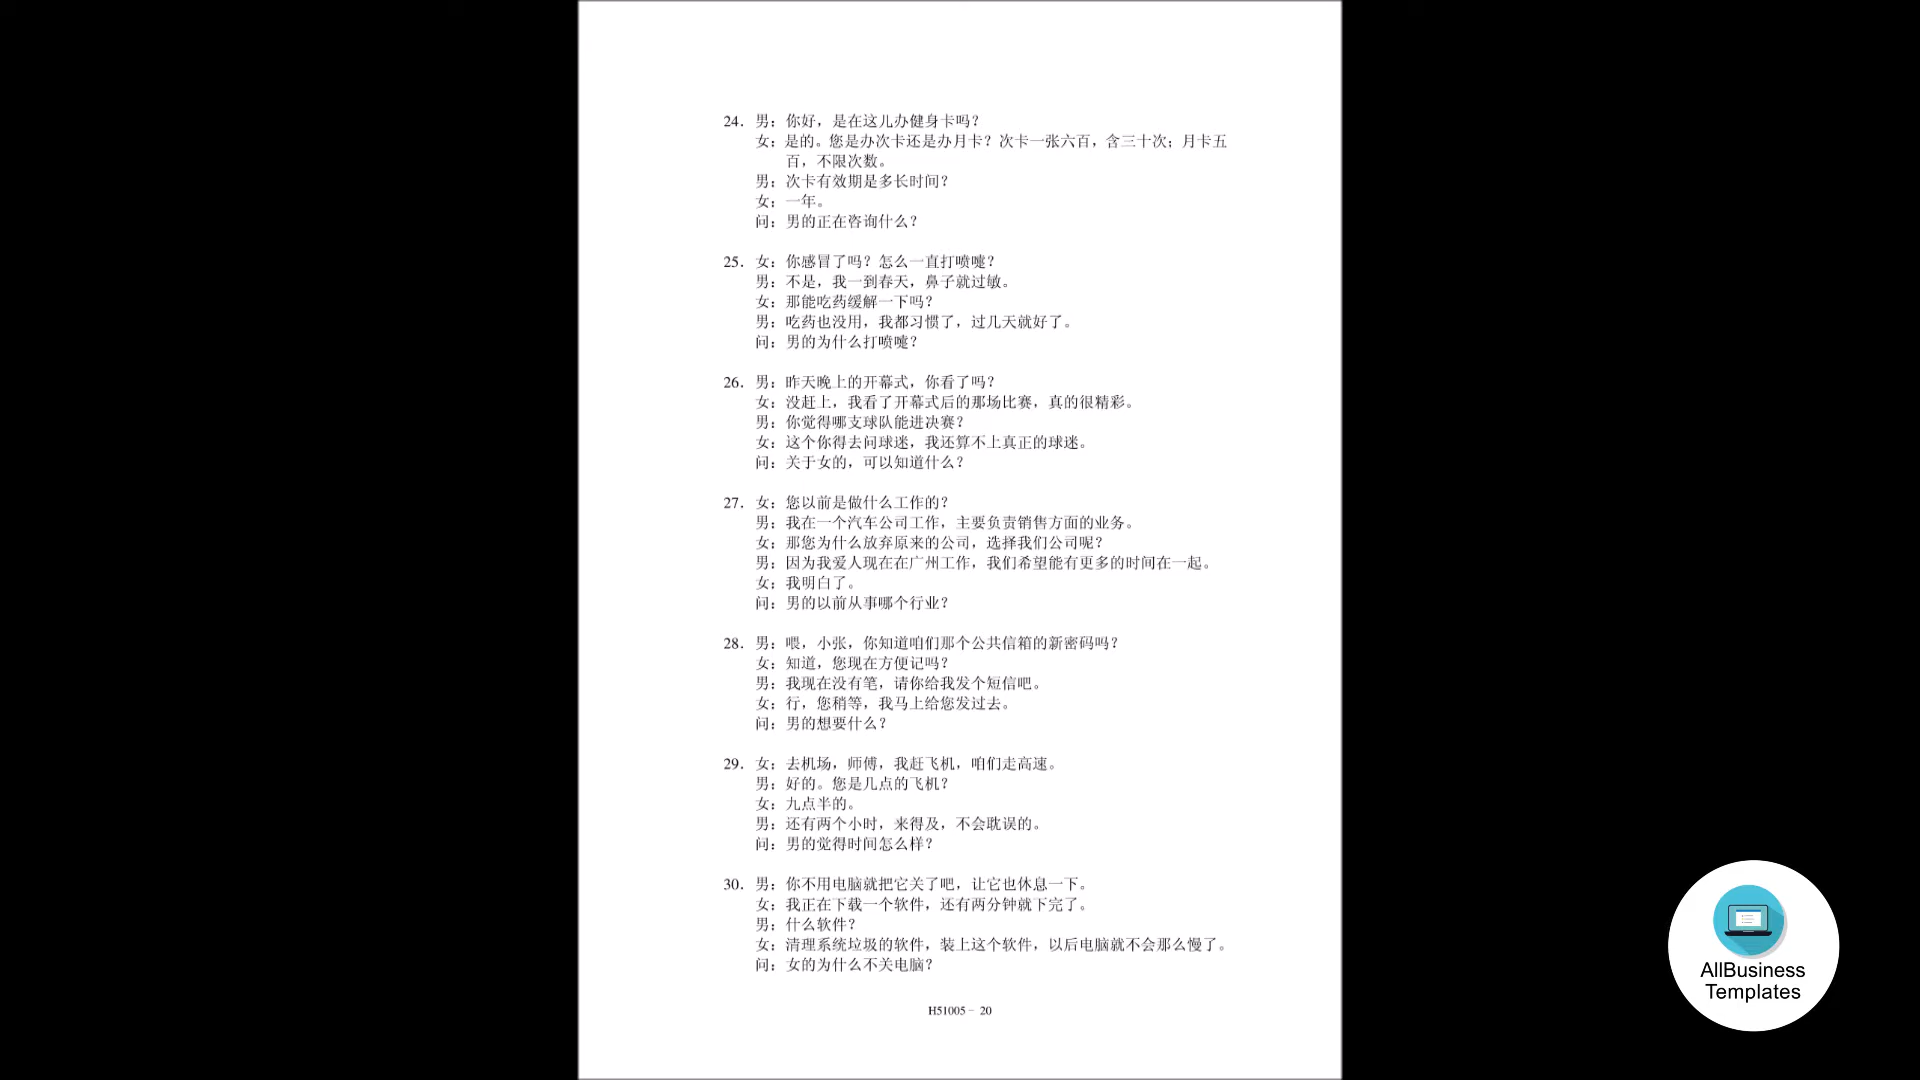 24．男：你好，是在这儿办健身卡吗？
女：是的。您是办次卡还是办月卡？次卡一张六百，含三十次；月卡五
百，不限次数。
男：次卡有效期是多长时间？
女：一年。
问：男的正在咨询什么？
25．女：你感冒了吗？怎么一直打喷嚏？
男：不是，我一到春天，鼻子就过敏。
女：那能吃药缓解一下吗？
男：吃药也没用，我都习惯了，过几天就好了。
问：男的为什么打喷嚏？
26．男：昨天晚上的开幕式，你看了吗？
女：没赶上，我看了开幕式后的那场比赛，真的很精彩。
男：你觉得哪支球队能进决赛？
女：这个你得去问球迷，我还算不上真正的球迷。
问：关于女的，可以知道什么？
27．女：您以前是做什么工作的？
男：我在一个汽车公司工作，主要负责销售方面的业务。
女：那您为什么放弃原来的公司，选择我们公司呢？
男：因为我爱人现在在广州工作，我们希望能有更多的时间在一起。
女：我明白了。
问：男的以前从事哪个行业？
28．男：喂，小张，你知道咱们那个公共信箱的新密码吗？
女：知道，您现在方便记吗？
男：我现在没有笔，请你给我发个短信吧。
女：行，您稍等，我马上给您发过去。
问：男的想要什么？
29．女：去机场，师傅，我赶飞机，咱们走高速。
男：好的。您是几点的飞机？
女：九点半的。
男：还有两个小时，来得及，不会耽误的。
问：男的觉得时间怎么样？
30．男：你不用电脑就把它关了吧，让它也休息一下。
女：我正在下载一个软件，还有两分钟就下完了。
男：什么软件？
女：清理系统垃圾的软件，装上这个软件，以后电脑就不会那么慢了。
问：女的为什么不关电脑？
H51005－ 20
AllBusiness
Templates